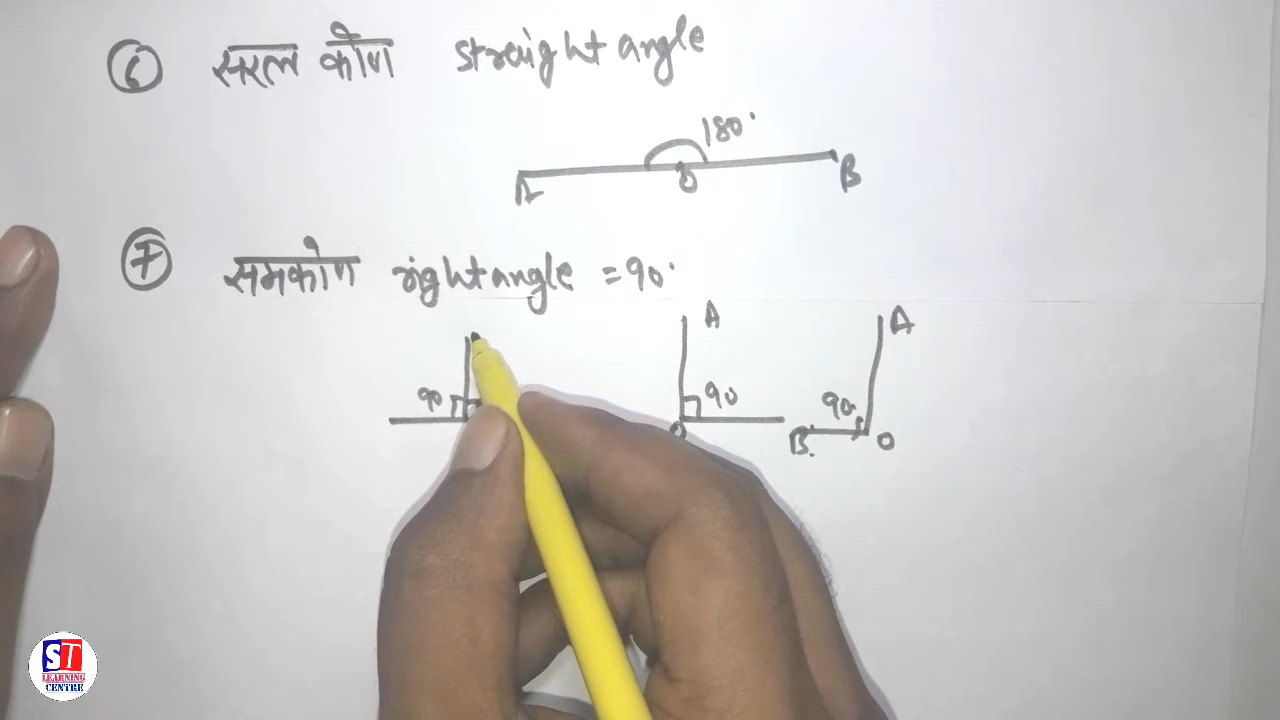 6 सरल कोण straight angle
180°
A O B
7 समकोण right angle = 90°
A A
90 90 90
O B O
ST
LEARNING
CENTRE